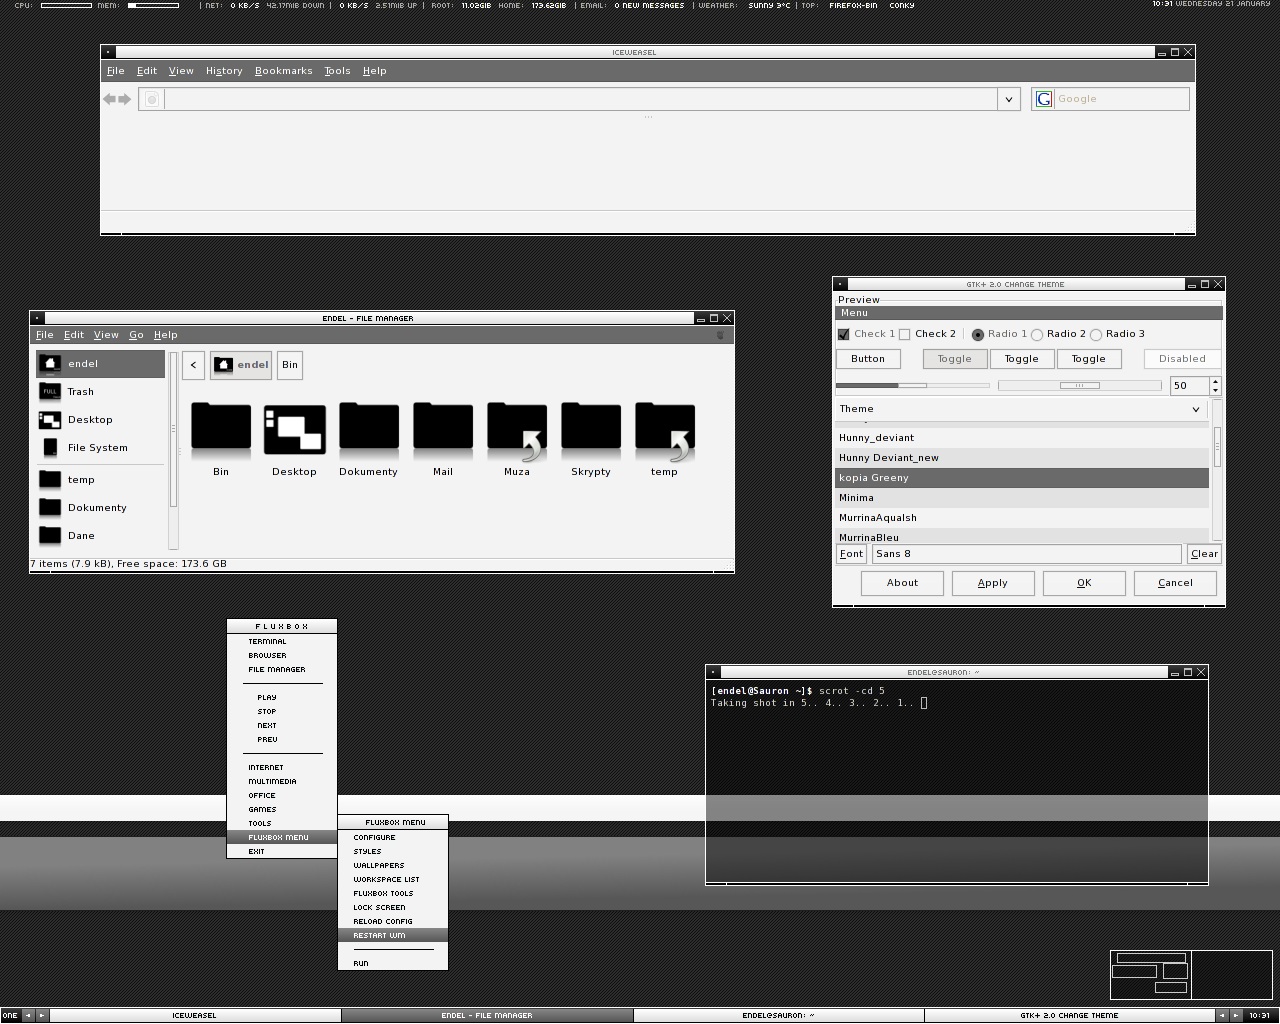 CPU: MEM: | NET: 0 KB/S 42.17MIB DOWN | 0 KB/S 2.51MIB UP | ROOT: 11.02GIB HOME: 173.62GIB | EMAIL: 0 NEW MESSAGES | WEATHER: SUNNY 3°C | TOP: FIREFOX-BIN CONKY 10:31 WEDNESDAY 21 JANUARY
ICEWEASEL
File Edit View History Bookmarks Tools Help
G Google
ENDEL - FILE MANAGER
File Edit View Go Help
endel
Trash
Desktop
File System
temp
Dokumenty
Dane
< endel Bin
Bin Desktop Dokumenty Mail Muza Skrypty temp
7 items (7.9 kB), Free space: 173.6 GB
GTK+ 2.0 CHANGE THEME
Preview
Menu
Check 1 Check 2 Radio 1 Radio 2 Radio 3
Button Toggle Toggle Toggle Disabled
50
Theme
Hunny_deviant
Hunny Deviant_new
kopia Greeny
Minima
MurrinaAquaIsh
MurrinaBleu
Font Sans 8 Clear
About Apply OK Cancel
FLUXBOX
TERMINAL
BROWSER
FILE MANAGER
PLAY
STOP
NEXT
PREV
INTERNET
MULTIMEDIA
OFFICE
GAMES
TOOLS
FLUXBOX MENU
EXIT
FLUXBOX MENU
CONFIGURE
STYLES
WALLPAPERS
WORKSPACE LIST
FLUXBOX TOOLS
LOCK SCREEN
RELOAD CONFIG
RESTART WM
RUN
ENDEL@SAURON: ~
[endel@Sauron ~]$ scrot -cd 5
Taking shot in 5.. 4.. 3.. 2.. 1..
ONE ICEWEASEL ENDEL - FILE MANAGER ENDEL@SAURON: ~ GTK+ 2.0 CHANGE THEME 10:31